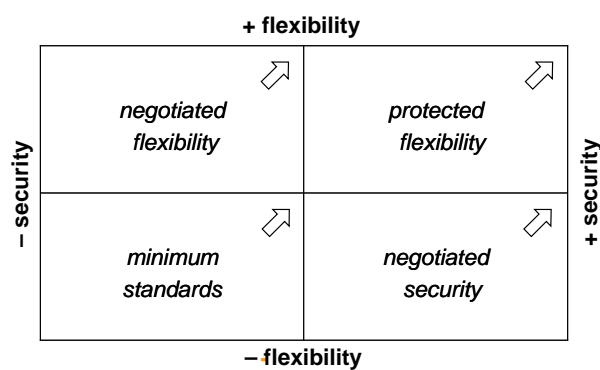 + flexibility
negotiated
flexibility
protected
flexibility
– security
+ security
minimum
standards
negotiated
security
– flexibility